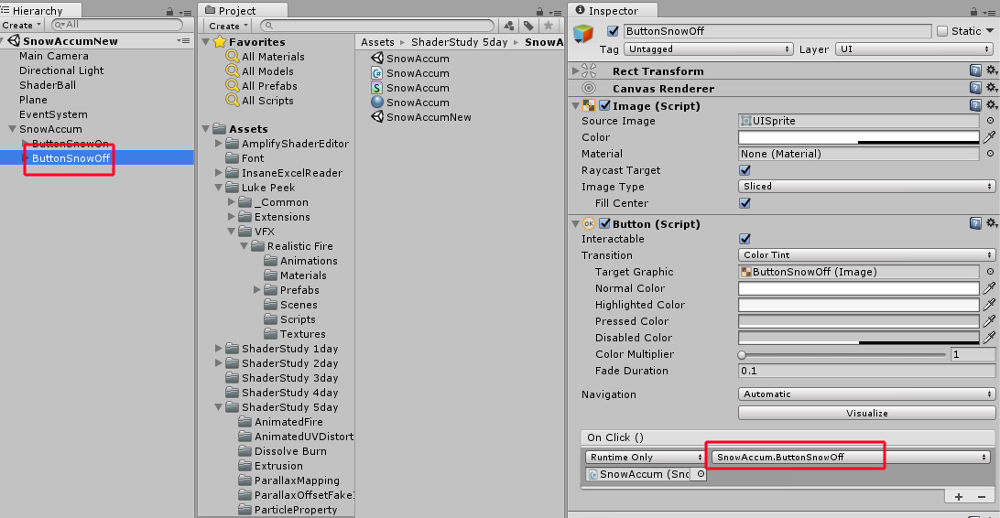 Hierarchy
Create
All
SnowAccumNew
Main Camera
Directional Light
ShaderBall
Plane
EventSystem
SnowAccum
ButtonSnowOn
ButtonSnowOff
Project
Create
Favorites
All Materials
All Models
All Prefabs
All Scripts
Assets
AmplifyShaderEditor
Font
InsaneExcelReader
Luke Peek
_Common
Extensions
VFX
Realistic Fire
Animations
Materials
Prefabs
Scenes
Scripts
Textures
ShaderStudy 1day
ShaderStudy 2day
ShaderStudy 3day
ShaderStudy 4day
ShaderStudy 5day
AnimatedFire
AnimatedUVDistort
Dissolve Burn
Extrusion
ParallaxMapping
ParallaxOffsetFake
ParticleProperty
Assets ▸ ShaderStudy 5day ▸ SnowA
SnowAccum
SnowAccum
SnowAccum
SnowAccum
SnowAccumNew
Inspector
ButtonSnowOff
Static
Tag Untagged Layer UI
Rect Transform
Canvas Renderer
Image (Script)
Source Image UISprite
Color
Material None (Material)
Raycast Target
Image Type Sliced
Fill Center
OK Button (Script)
Interactable
Transition Color Tint
Target Graphic ButtonSnowOff (Image)
Normal Color
Highlighted Color
Pressed Color
Disabled Color
Color Multiplier 1
Fade Duration 0.1
Navigation Automatic
Visualize
On Click ()
Runtime Only SnowAccum.ButtonSnowOff
SnowAccum (Sno
+ −